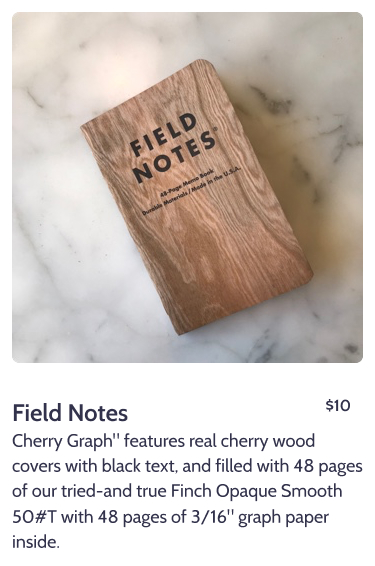 FIELD
NOTES®
48-Page Memo Book
Durable Materials / Made in the U.S.A.
Field Notes
$10
Cherry Graph" features real cherry wood
covers with black text, and filled with 48 pages
of our tried-and true Finch Opaque Smooth
50#T with 48 pages of 3/16" graph paper
inside.